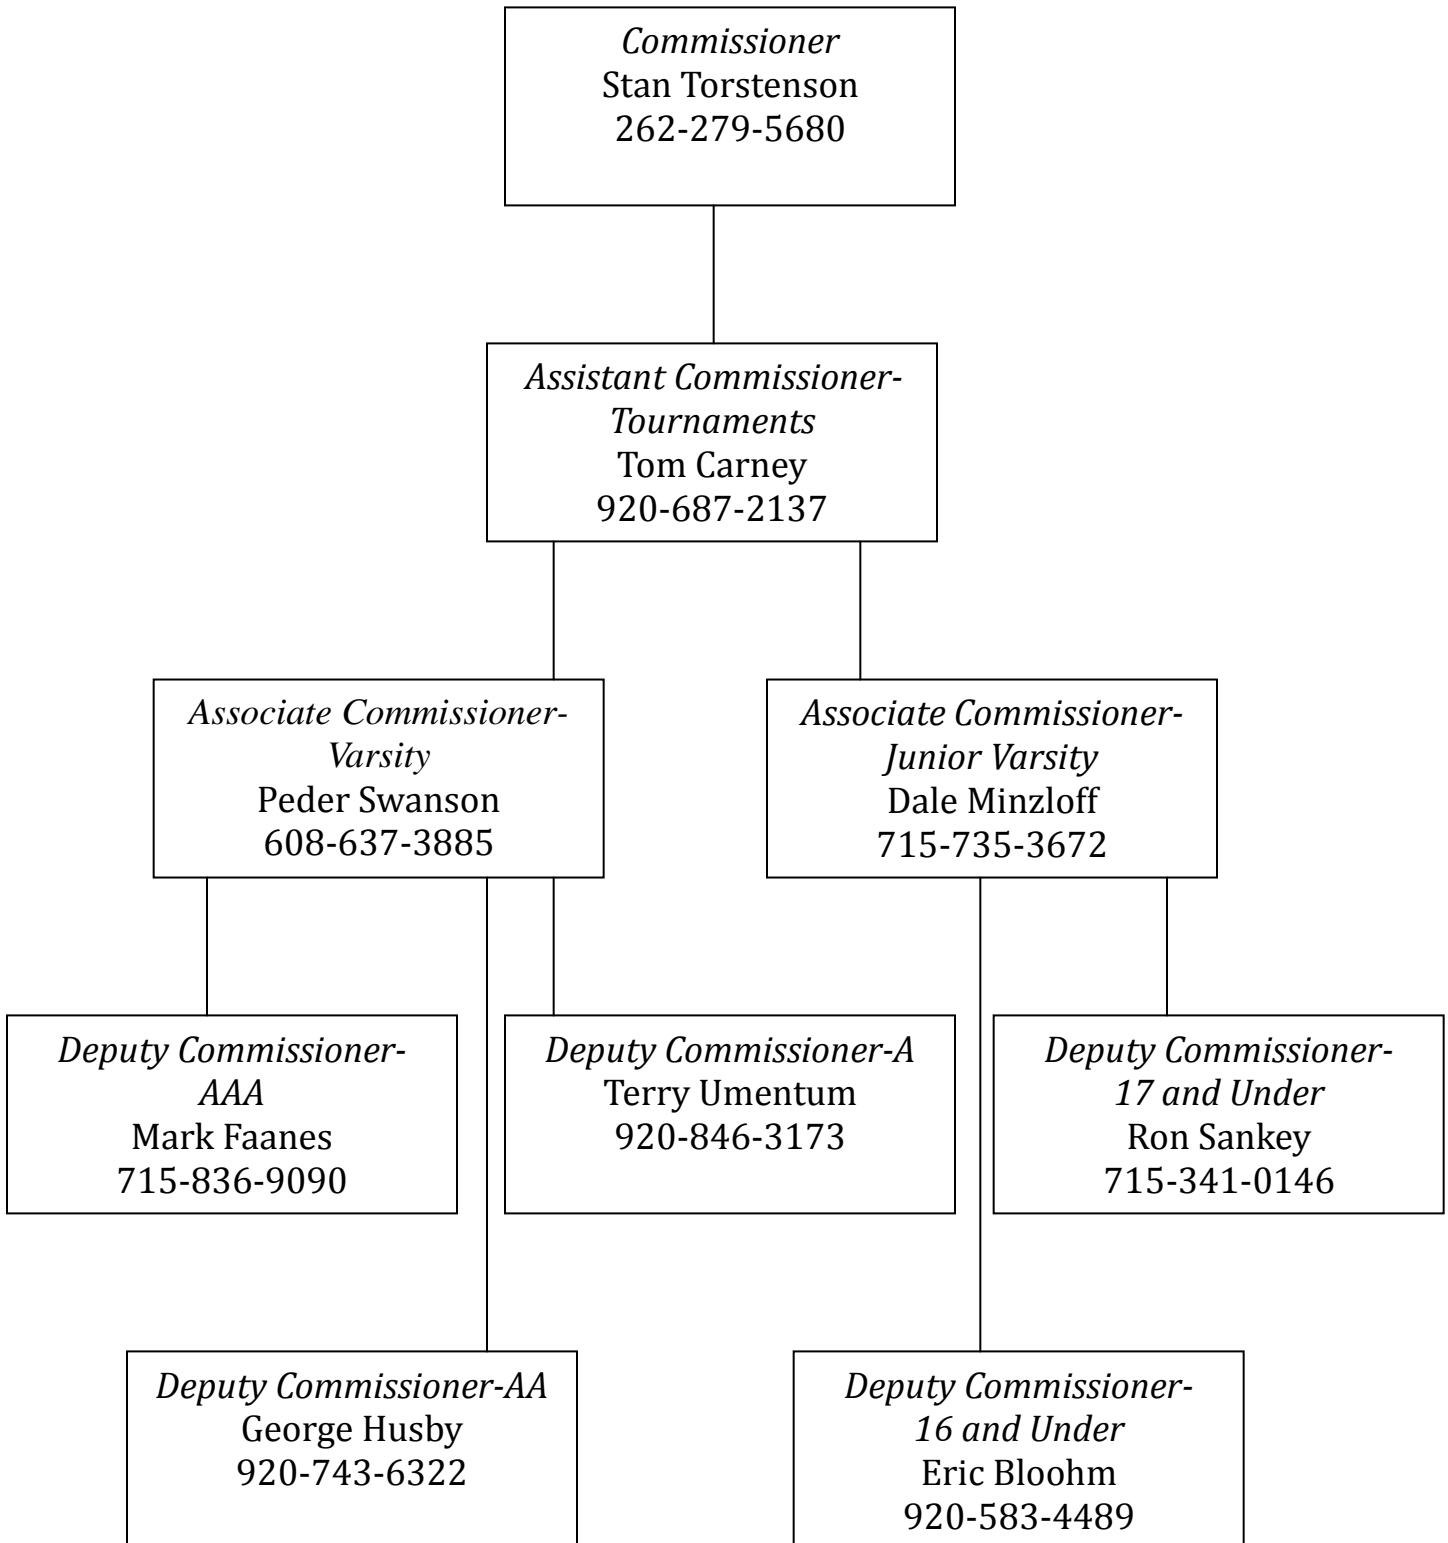 Commissioner
Stan Torstenson
262-279-5680
Assistant Commissioner-
Tournaments
Tom Carney
920-687-2137
Associate Commissioner-
Varsity
Peder Swanson
608-637-3885
Associate Commissioner-
Junior Varsity
Dale Minzloff
715-735-3672
Deputy Commissioner-
AAA
Mark Faanes
715-836-9090
Deputy Commissioner-A
Terry Umentum
920-846-3173
Deputy Commissioner-
17 and Under
Ron Sankey
715-341-0146
Deputy Commissioner-AA
George Husby
920-743-6322
Deputy Commissioner-
16 and Under
Eric Bloohm
920-583-4489